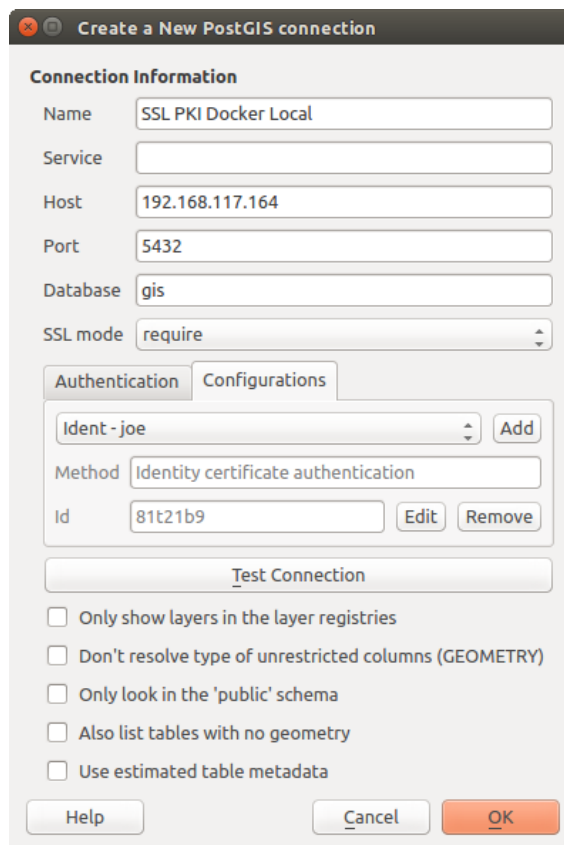 Create a New PostGIS connection
Connection Information
Name SSL PKI Docker Local
Service
Host 192.168.117.164
Port 5432
Database gis
SSL mode require
Authentication Configurations
Ident - joe Add
Method Identity certificate authentication
Id 81t21b9 Edit Remove
Test Connection
Only show layers in the layer registries
Don't resolve type of unrestricted columns (GEOMETRY)
Only look in the 'public' schema
Also list tables with no geometry
Use estimated table metadata
Help Cancel OK